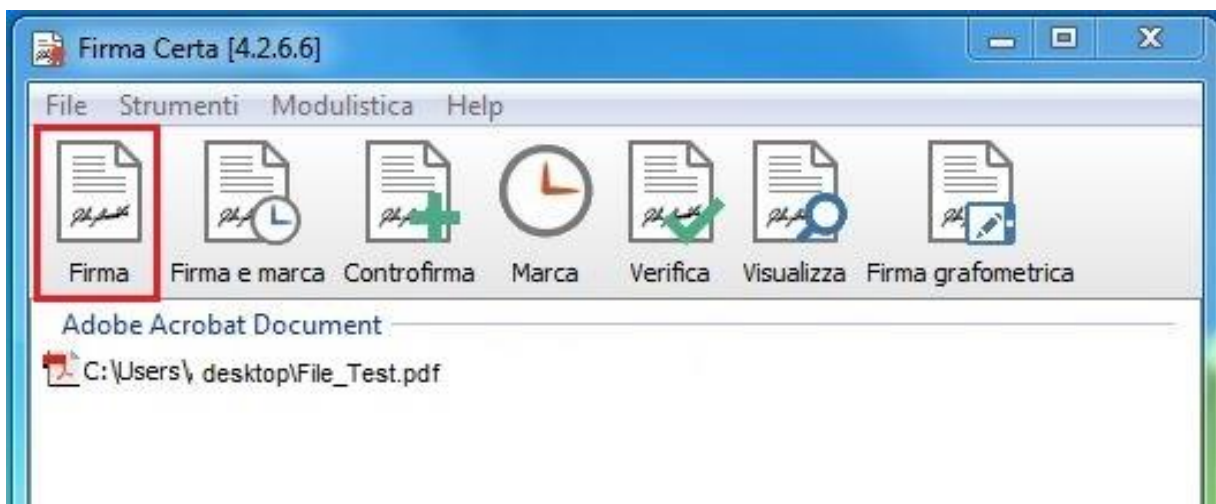 Firma Certa [4.2.6.6]
File Strumenti Modulistica Help
Firma Firma e marca Controfirma Marca Verifica Visualizza Firma grafometrica
Adobe Acrobat Document
C:\Users\, desktop\File_Test.pdf